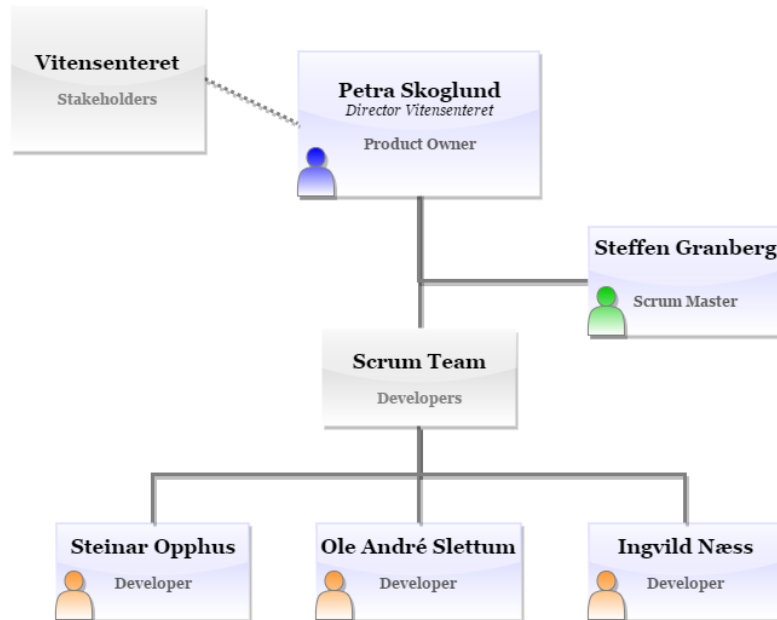 Vitensenteret
Stakeholders
Petra Skoglund
Director Vitensenteret
Product Owner
Steffen Granberg
Scrum Master
Scrum Team
Developers
Steinar Opphus
Developer
Ole André Slettum
Developer
Ingvild Næss
Developer